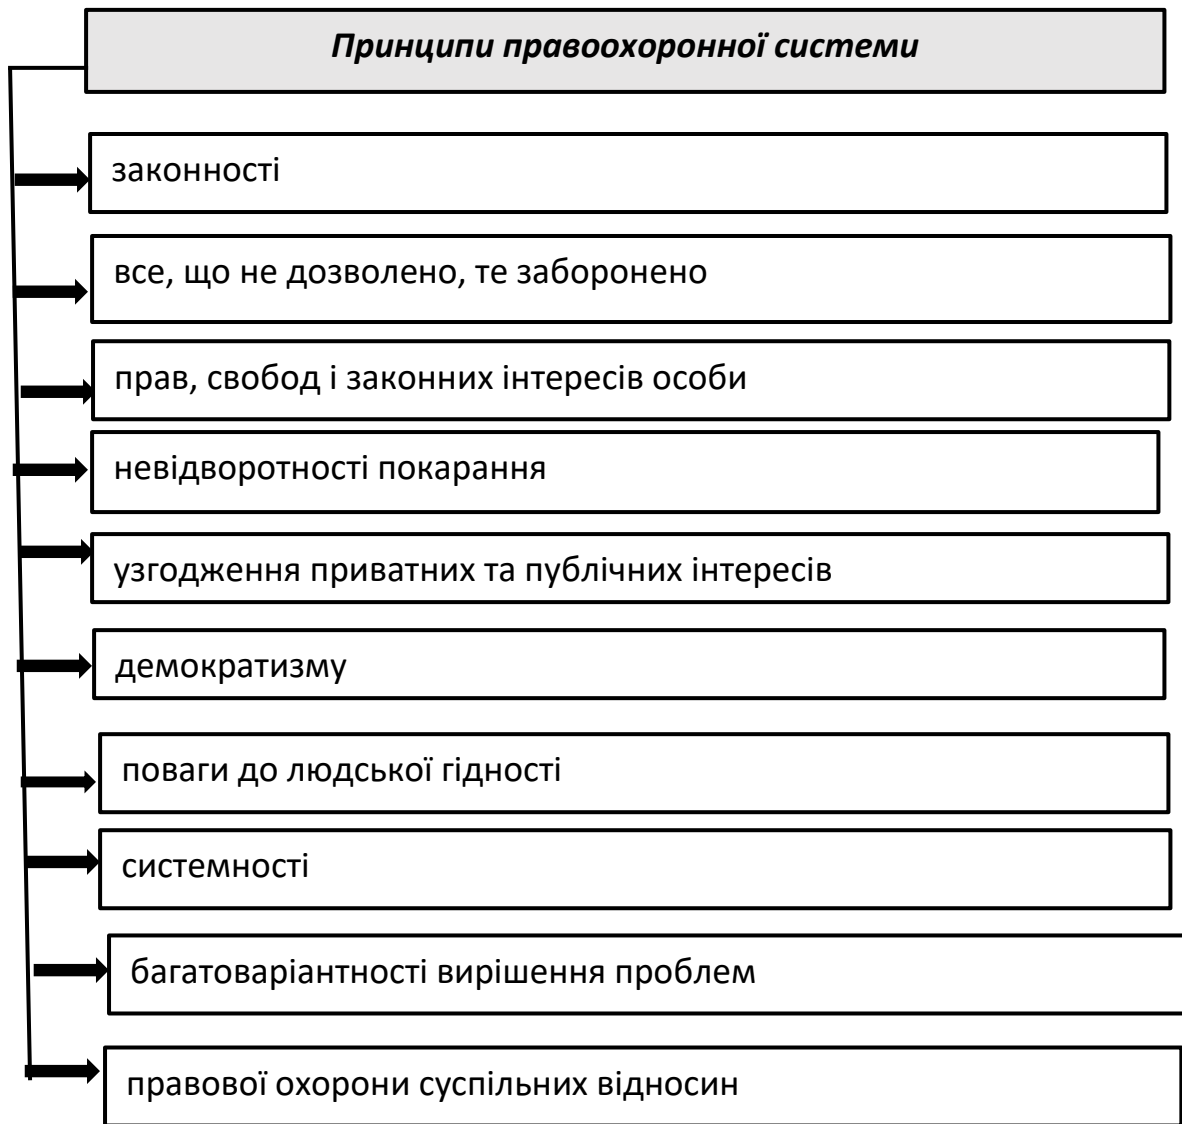 Принципи правоохоронної системи
законності
все, що не дозволено, те заборонено
прав, свобод і законних інтересів особи
невідворотності покарання
узгодження приватних та публічних інтересів
демократизму
поваги до людської гідності
системності
багатоваріантності вирішення проблем
правової охорони суспільних відносин